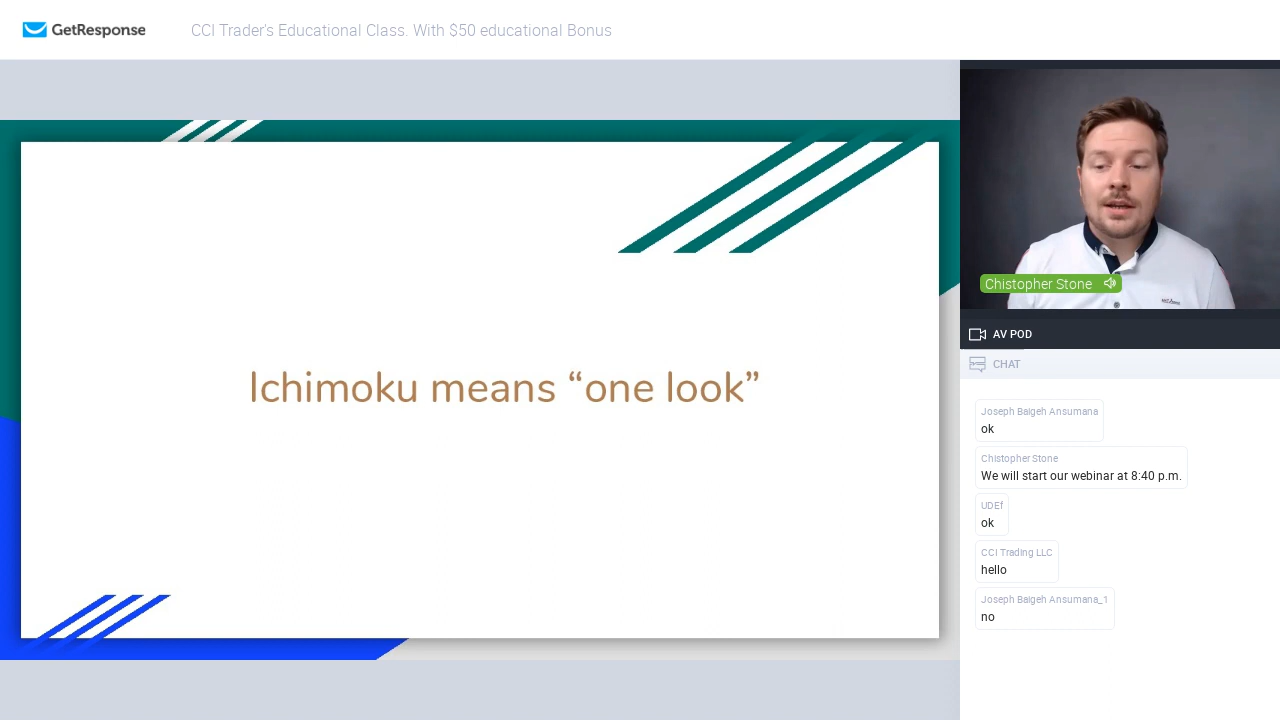 GetResponse
CCI Trader's Educational Class. With $50 educational Bonus
Ichimoku means “one look”
Chistopher Stone
AV POD
CHAT
Joseph Baigeh Ansumana
ok
Chistopher Stone
We will start our webinar at 8:40 p.m.
UDEf
ok
CCI Trading LLC
hello
Joseph Baigeh Ansumana_1
no